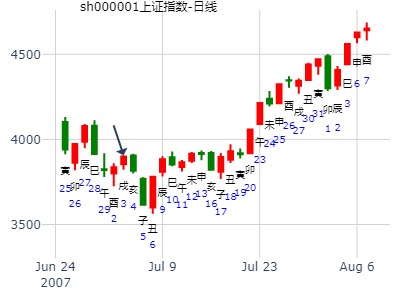 sh000001上证指数-日线
4500
4000
3500
寅 25
卯 26
辰 27
巳 28
午 29
酉 2
戌 3
亥 4
子 5
丑 6
辰 9
巳 10
午 11
未 12
申 13
亥 16
子 17
丑 18
寅 19
卯 20
午 23
未 24
申 25
酉 26
戌 27
丑 30
寅 31
卯 1
辰 2
巳 3
申 6
酉 7
Jun 24
2007
Jul 9
Jul 23
Aug 6